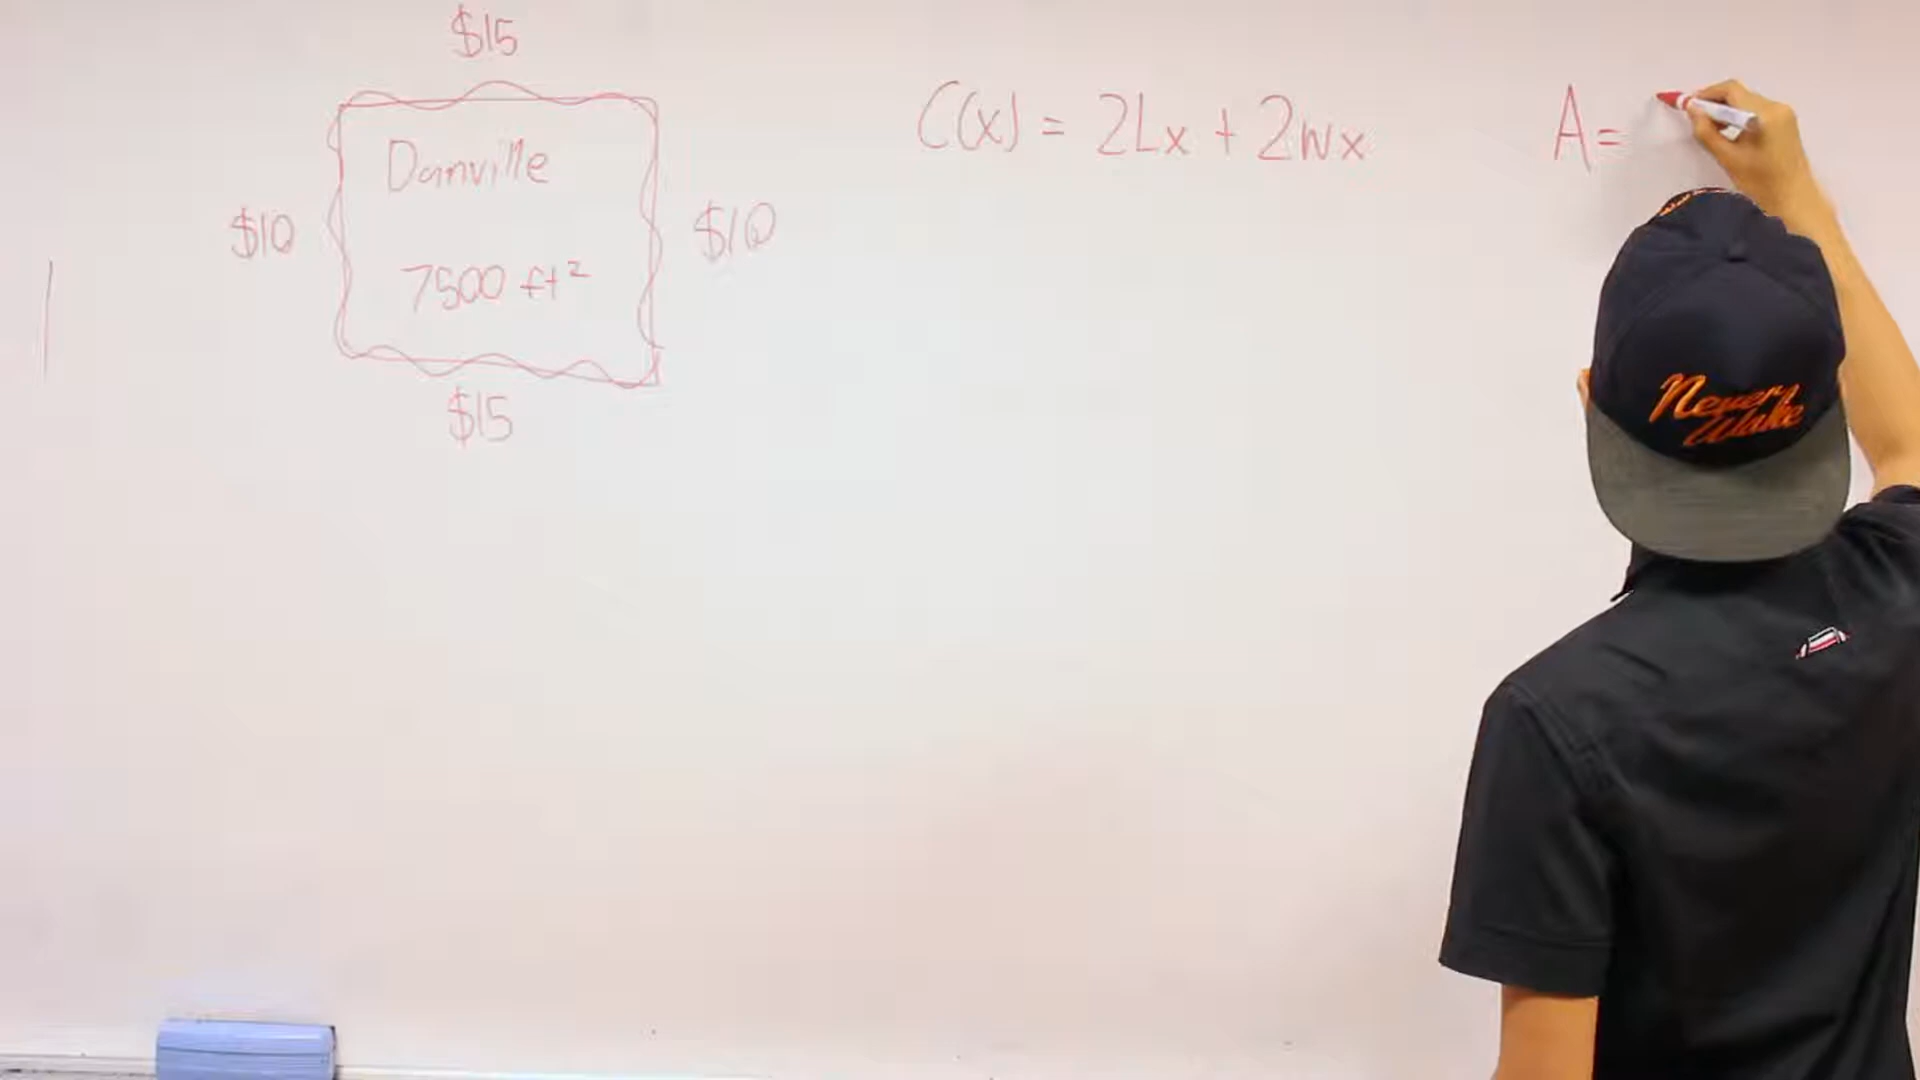 $15
Danville
$10
$10
7500 ft²
$15
C(x) = 2Lx + 2wx
A=
Never
Wake